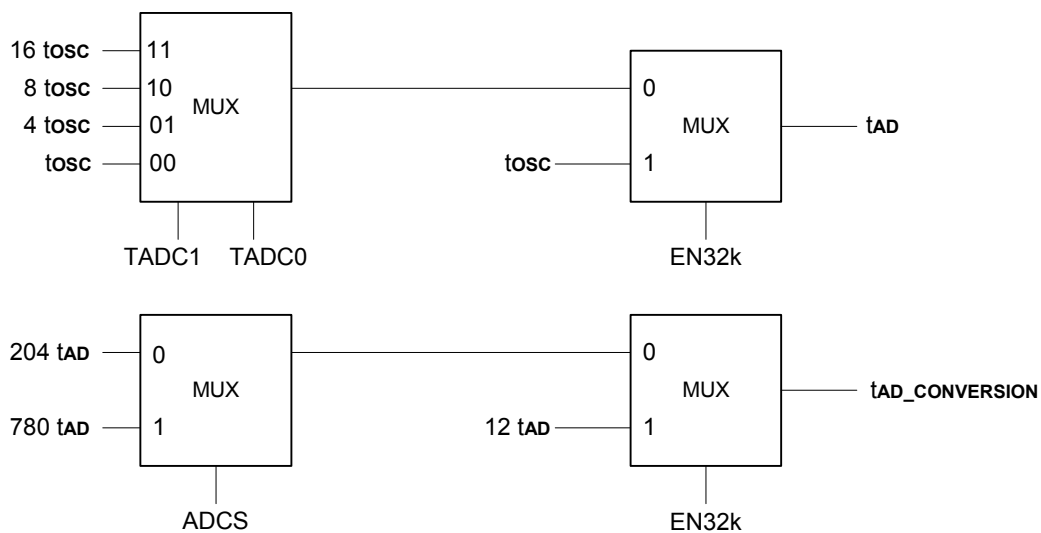 16 tosc 11
8 tosc 10 MUX 0
4 tosc 01 MUX tAD
tosc 00 tosc 1
TADC1 TADC0 EN32k
204 tAD 0 0
MUX MUX tAD_CONVERSION
780 tAD 1 12 tAD 1
ADCS EN32k